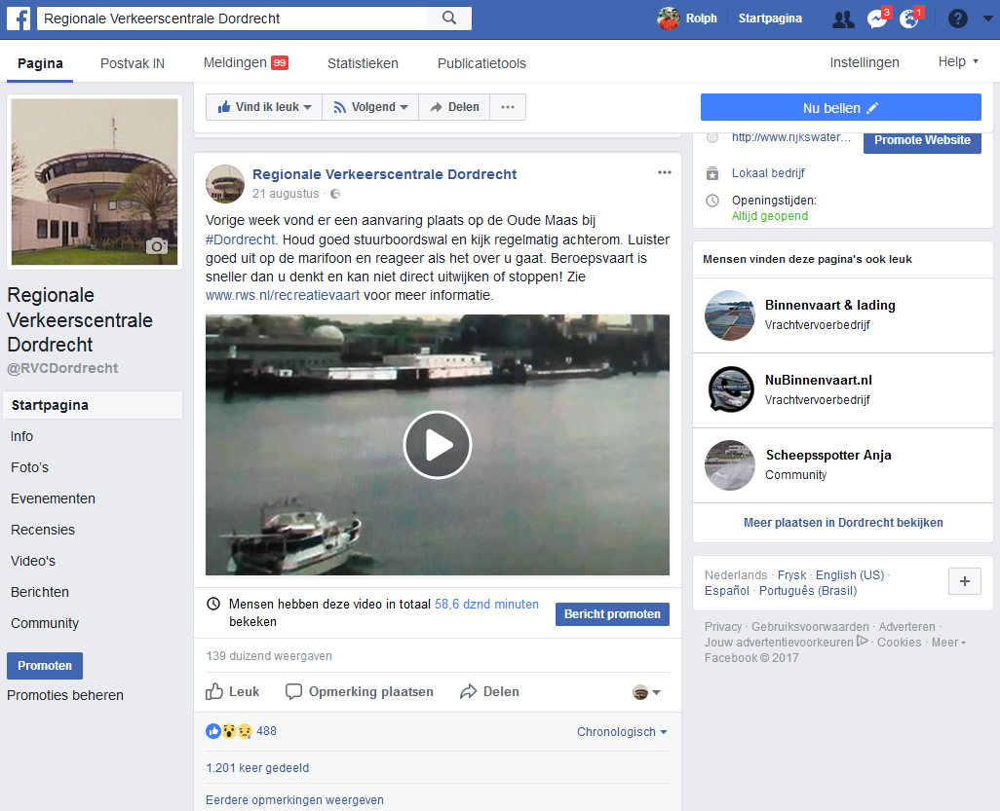 Regionale Verkeerscentrale Dordrecht
Rolph
Startpagina
3
1
Pagina
Postvak IN
Meldingen 99
Statistieken
Publicatietools
Instellingen
Help
Vind ik leuk
Volgend
Delen
Nu bellen
Regionale
Verkeerscentrale
Dordrecht
@RVCDordrecht
Startpagina
Info
Foto's
Evenementen
Recensies
Video's
Berichten
Community
Promoten
Promoties beheren
Regionale Verkeerscentrale Dordrecht
21 augustus ·
Vorige week vond er een aanvaring plaats op de Oude Maas bij
#Dordrecht. Houd goed stuurboordswal en kijk regelmatig achterom. Luister
goed uit op de marifoon en reageer als het over u gaat. Beroepsvaart is
sneller dan u denkt en kan niet direct uitwijken of stoppen! Zie
www.rws.nl/recreatievaart voor meer informatie.
Mensen hebben deze video in totaal 58,6 dznd minuten
bekeken
Bericht promoten
139 duizend weergaven
Leuk
Opmerking plaatsen
Delen
488
Chronologisch
1.201 keer gedeeld
Eerdere opmerkingen weergeven
http://www.rijkswater...
Promote Website
Lokaal bedrijf
Openingstijden:
Altijd geopend
Mensen vinden deze pagina's ook leuk
Binnenvaart & lading
Vrachtvervoerbedrijf
NuBinnenvaart.nl
Vrachtvervoerbedrijf
Scheepsspotter Anja
Community
Meer plaatsen in Dordrecht bekijken
Nederlands · Frysk · English (US) ·
Español · Português (Brasil)
Privacy · Gebruiksvoorwaarden · Adverteren ·
Jouw advertentievoorkeuren · Cookies · Meer
Facebook © 2017